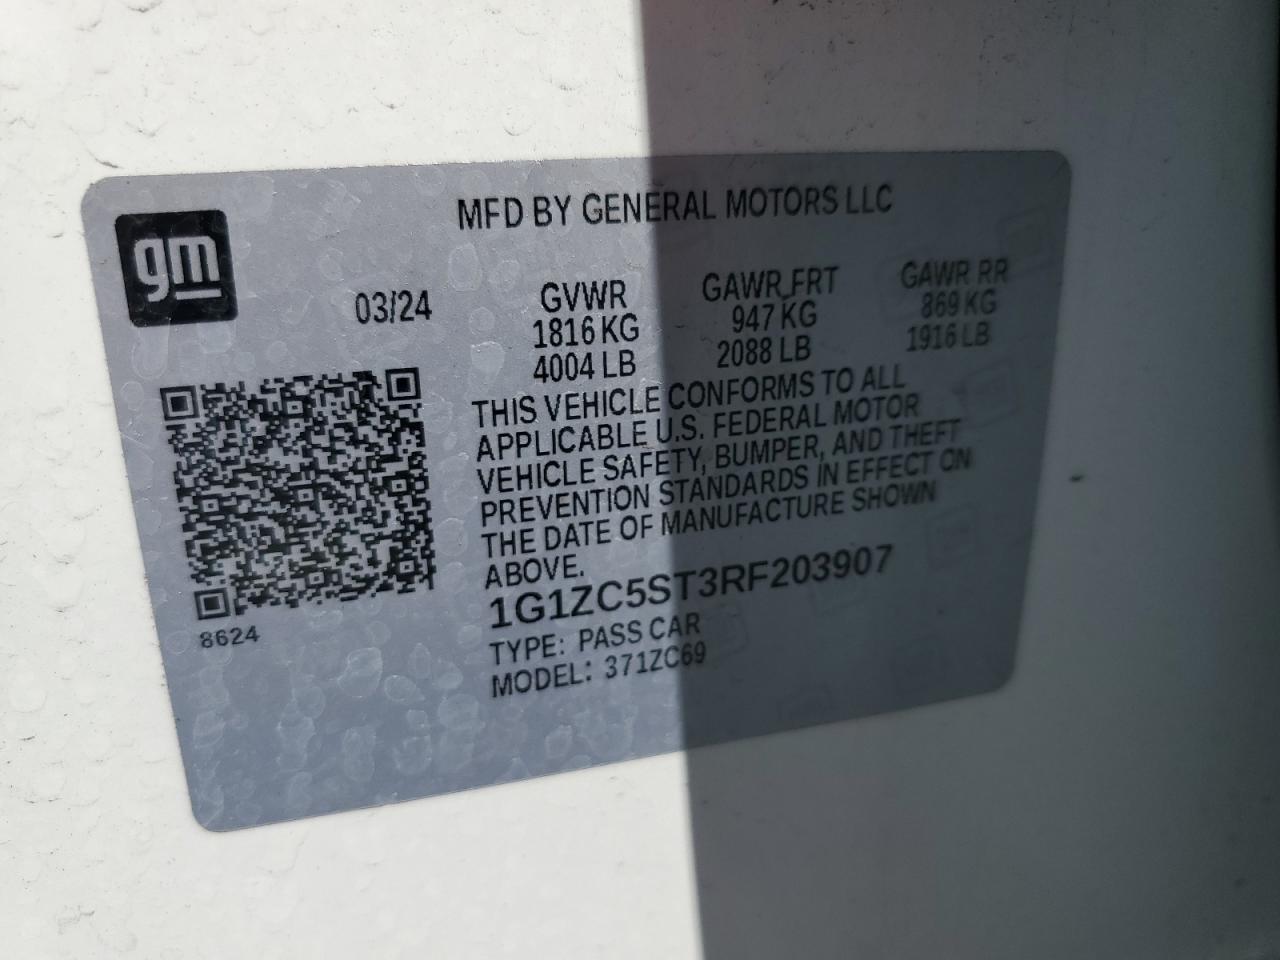 gm
MFD BY GENERAL MOTORS LLC
03/24
GVWR GAWR FRT GAWR RR
1816 KG 947 KG 869 KG
4004 LB 2088 LB 1916 LB
THIS VEHICLE CONFORMS TO ALL
APPLICABLE U.S. FEDERAL MOTOR
VEHICLE SAFETY, BUMPER, AND THEFT
PREVENTION STANDARDS IN EFFECT ON
THE DATE OF MANUFACTURE SHOWN
ABOVE.
1G1ZC5ST3RF203907
TYPE: PASS CAR
MODEL: 371ZC69
8624